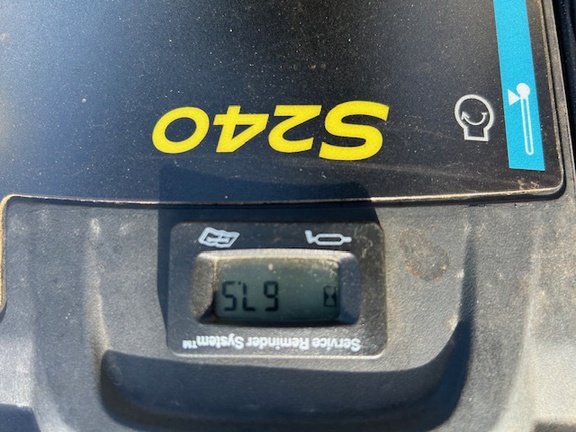 S240
675
Service Reminder System™